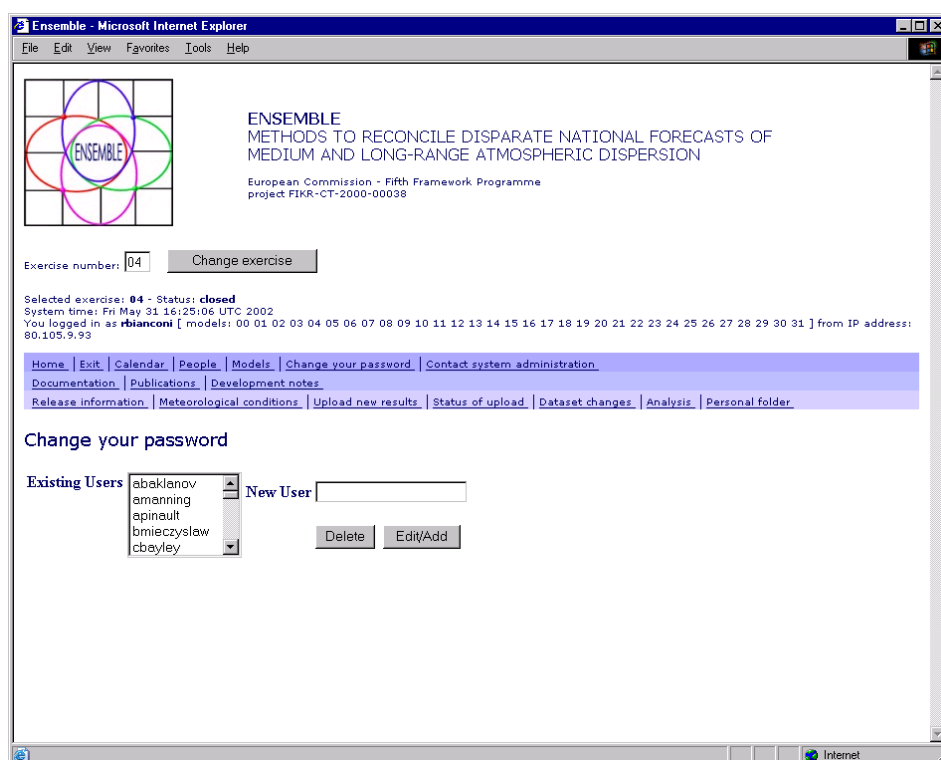 Ensemble - Microsoft Internet Explorer
File Edit View Favorites Tools Help
ENSEMBLE
ENSEMBLE
METHODS TO RECONCILE DISPARATE NATIONAL FORECASTS OF
MEDIUM AND LONG-RANGE ATMOSPHERIC DISPERSION
European Commission - Fifth Framework Programme
project FIKR-CT-2000-00038
Exercise number: 04 Change exercise
Selected exercise: 04 - Status: closed
System time: Fri May 31 16:25:06 UTC 2002
You logged in as rbianconi [ models: 00 01 02 03 04 05 06 07 08 09 10 11 12 13 14 15 16 17 18 19 20 21 22 23 24 25 26 27 28 29 30 31 ] from IP address:
80.105.9.93
Home | Exit | Calendar | People | Models | Change your password | Contact system administration
Documentation | Publications | Development notes
Release information | Meteorological conditions | Upload new results | Status of upload | Dataset changes | Analysis | Personal folder
Change your password
Existing Users abaklanov New User
amanning
apinault
bmieczyslaw Delete Edit/Add
cbayley
Internet